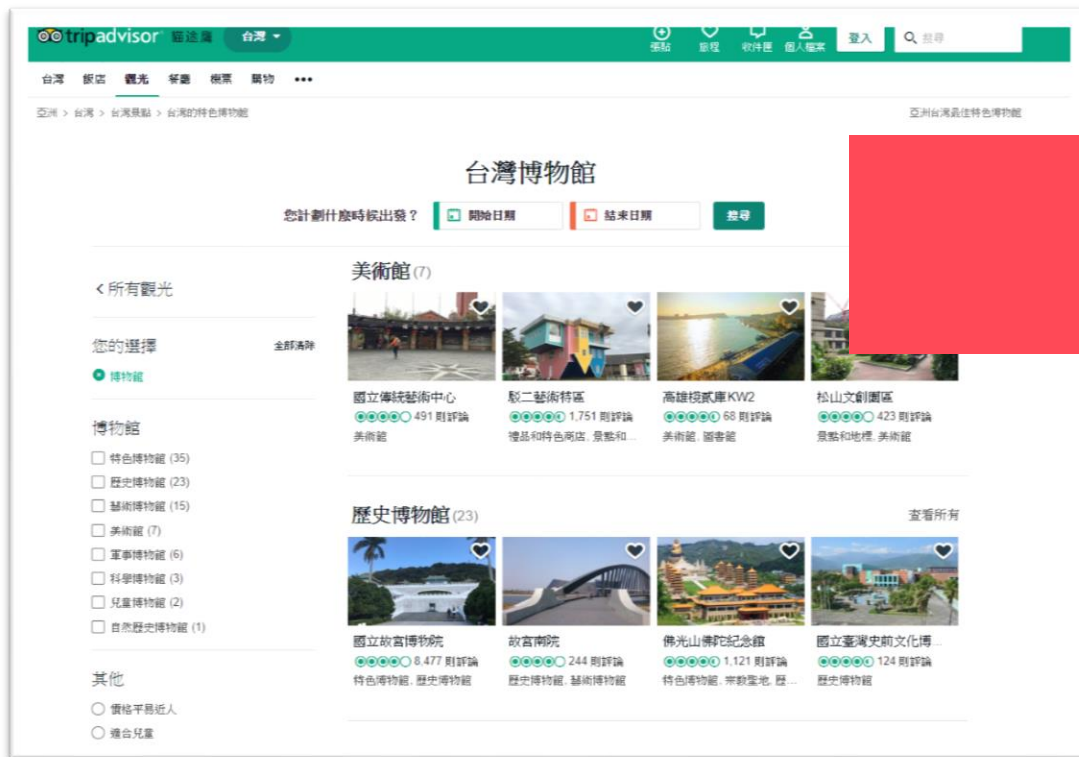 tripadvisor 貓途鷹 台灣
張貼 旅程 收件匣 個人檔案 登入 搜尋
台灣 飯店 觀光 餐廳 機票 購物 •••
亞洲 > 台灣 > 台灣景點 > 台灣的特色博物館
亞洲台灣最佳特色博物館
台灣博物館
您計劃什麼時候出發? 開始日期 結束日期 搜尋
<所有觀光
您的選擇 全部清除
博物館
博物館
特色博物館 (35)
歷史博物館 (23)
藝術博物館 (15)
美術館 (7)
軍事博物館 (6)
科學博物館 (3)
兒童博物館 (2)
自然歷史博物館 (1)
其他
價格平易近人
適合兒童
美術館 (7)
國立傳統藝術中心
491 則評論
美術館
駁二藝術特區
1,751 則評論
禮品和特色商店, 景點和...
高雄棧貳庫KW2
68 則評論
美術館, 圖書館
松山文創園區
423 則評論
景點和地標, 美術館
歷史博物館 (23)
查看所有
國立故宮博物院
8,477 則評論
特色博物館, 歷史博物館
故宮南院
244 則評論
歷史博物館, 藝術博物館
佛光山佛陀紀念館
1,121 則評論
特色博物館, 宗教聖地, 歷...
國立臺灣史前文化博...
124 則評論
歷史博物館